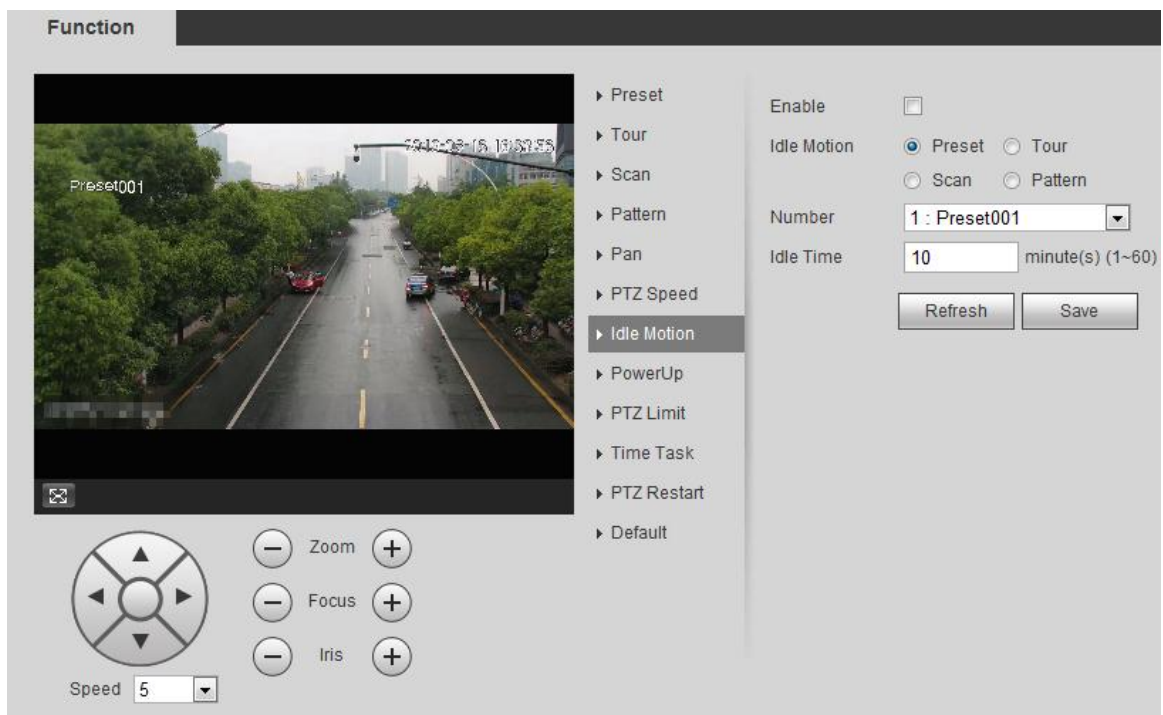 Function
Preset001
Preset
Tour
Scan
Pattern
Pan
PTZ Speed
Idle Motion
PowerUp
PTZ Limit
Time Task
PTZ Restart
Default
Enable
Idle Motion
Preset Tour
Scan Pattern
Number 1 : Preset001
Idle Time 10 minute(s) (1~60)
Refresh Save
Zoom
Focus
Iris
Speed 5